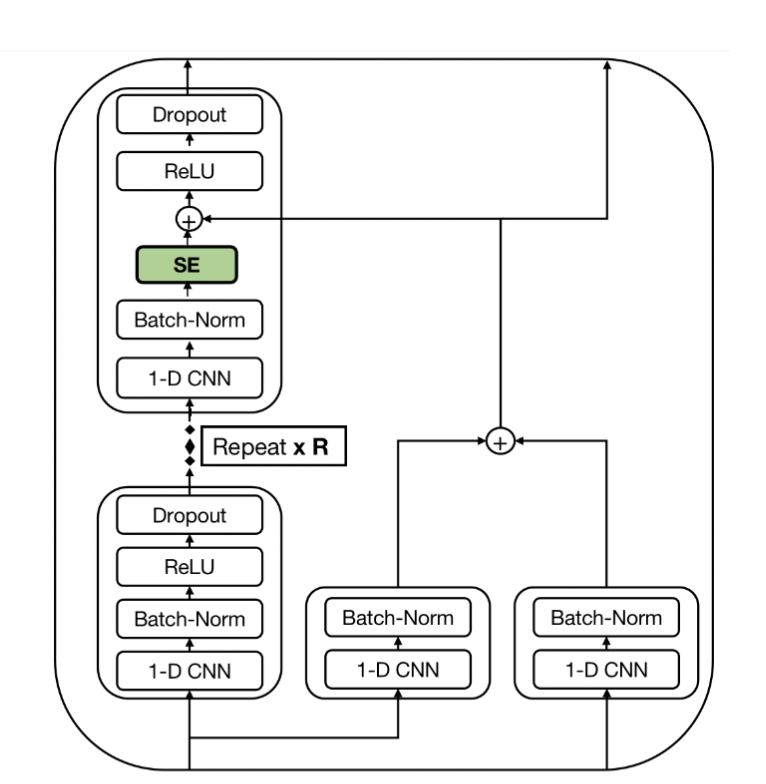 Dropout
ReLU
+
SE
Batch-Norm
1-D CNN
Repeat x R
+
Dropout
ReLU
Batch-Norm
1-D CNN
Batch-Norm
1-D CNN
Batch-Norm
1-D CNN